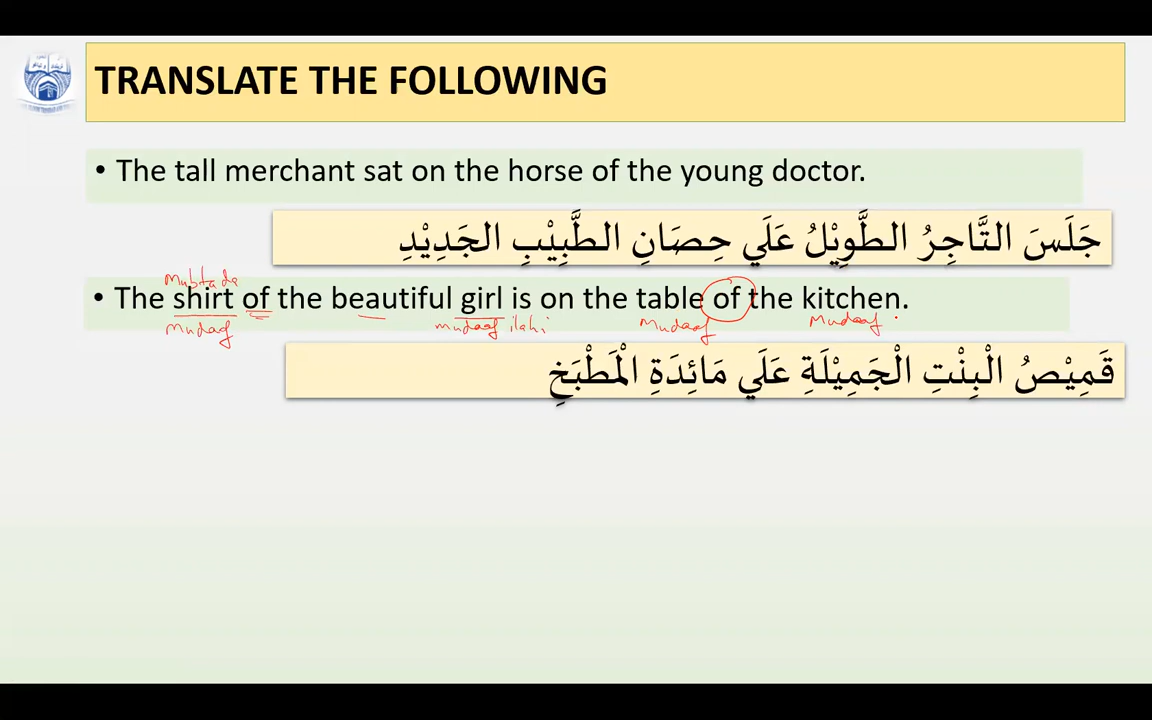 TRANSLATE THE FOLLOWING
• The tall merchant sat on the horse of the young doctor.
جَلَسَ التَّاجِرُ الطَّوِيْلُ عَلَي حِصَانِ الطَّبِيْبِ الجَدِيْدِ
Mubtada
• The shirt of the beautiful girl is on the table of the kitchen.
mudaaf mudaaf ilahi mudaaf mudaaf
قَمِيْصُ الْبِنْتِ الْجَمِيْلَةِ عَلَي مَائِدَةِ الْمَطْبَخِ